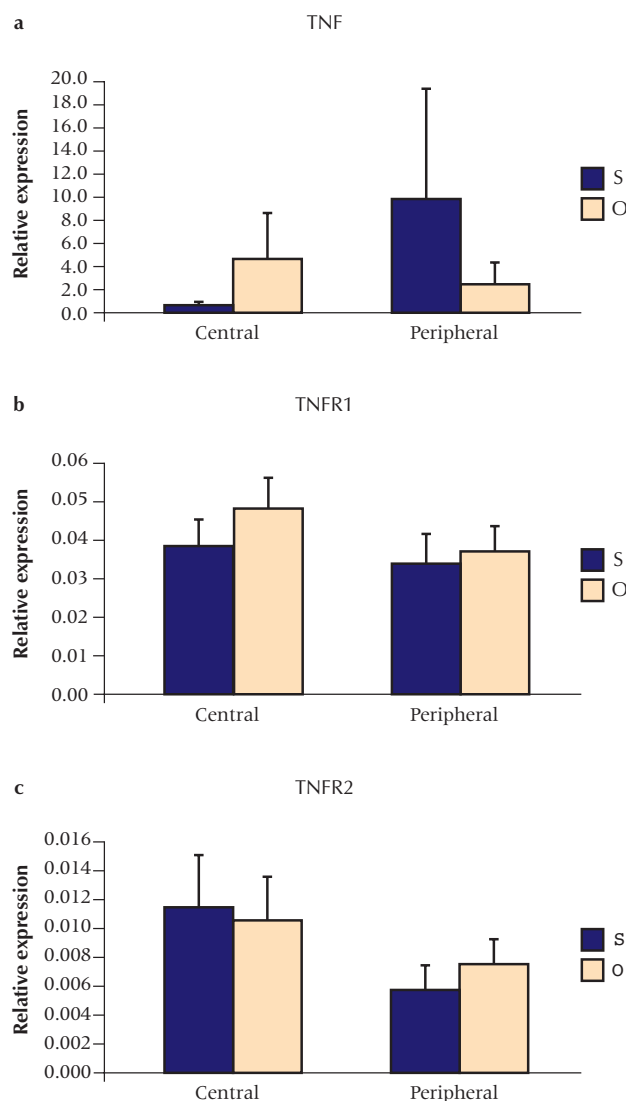 a
TNF
Relative expression
20.0
18.0
16.0
14.0
12.0
10.0
8.0
6.0
4.0
2.0
0.0
Central
Peripheral
S
O
b
TNFR1
Relative expression
0.06
0.05
0.04
0.03
0.02
0.01
0.00
Central
Peripheral
S
O
c
TNFR2
Relative expression
0.016
0.014
0.012
0.010
0.008
0.006
0.004
0.002
0.000
Central
Peripheral
S
O